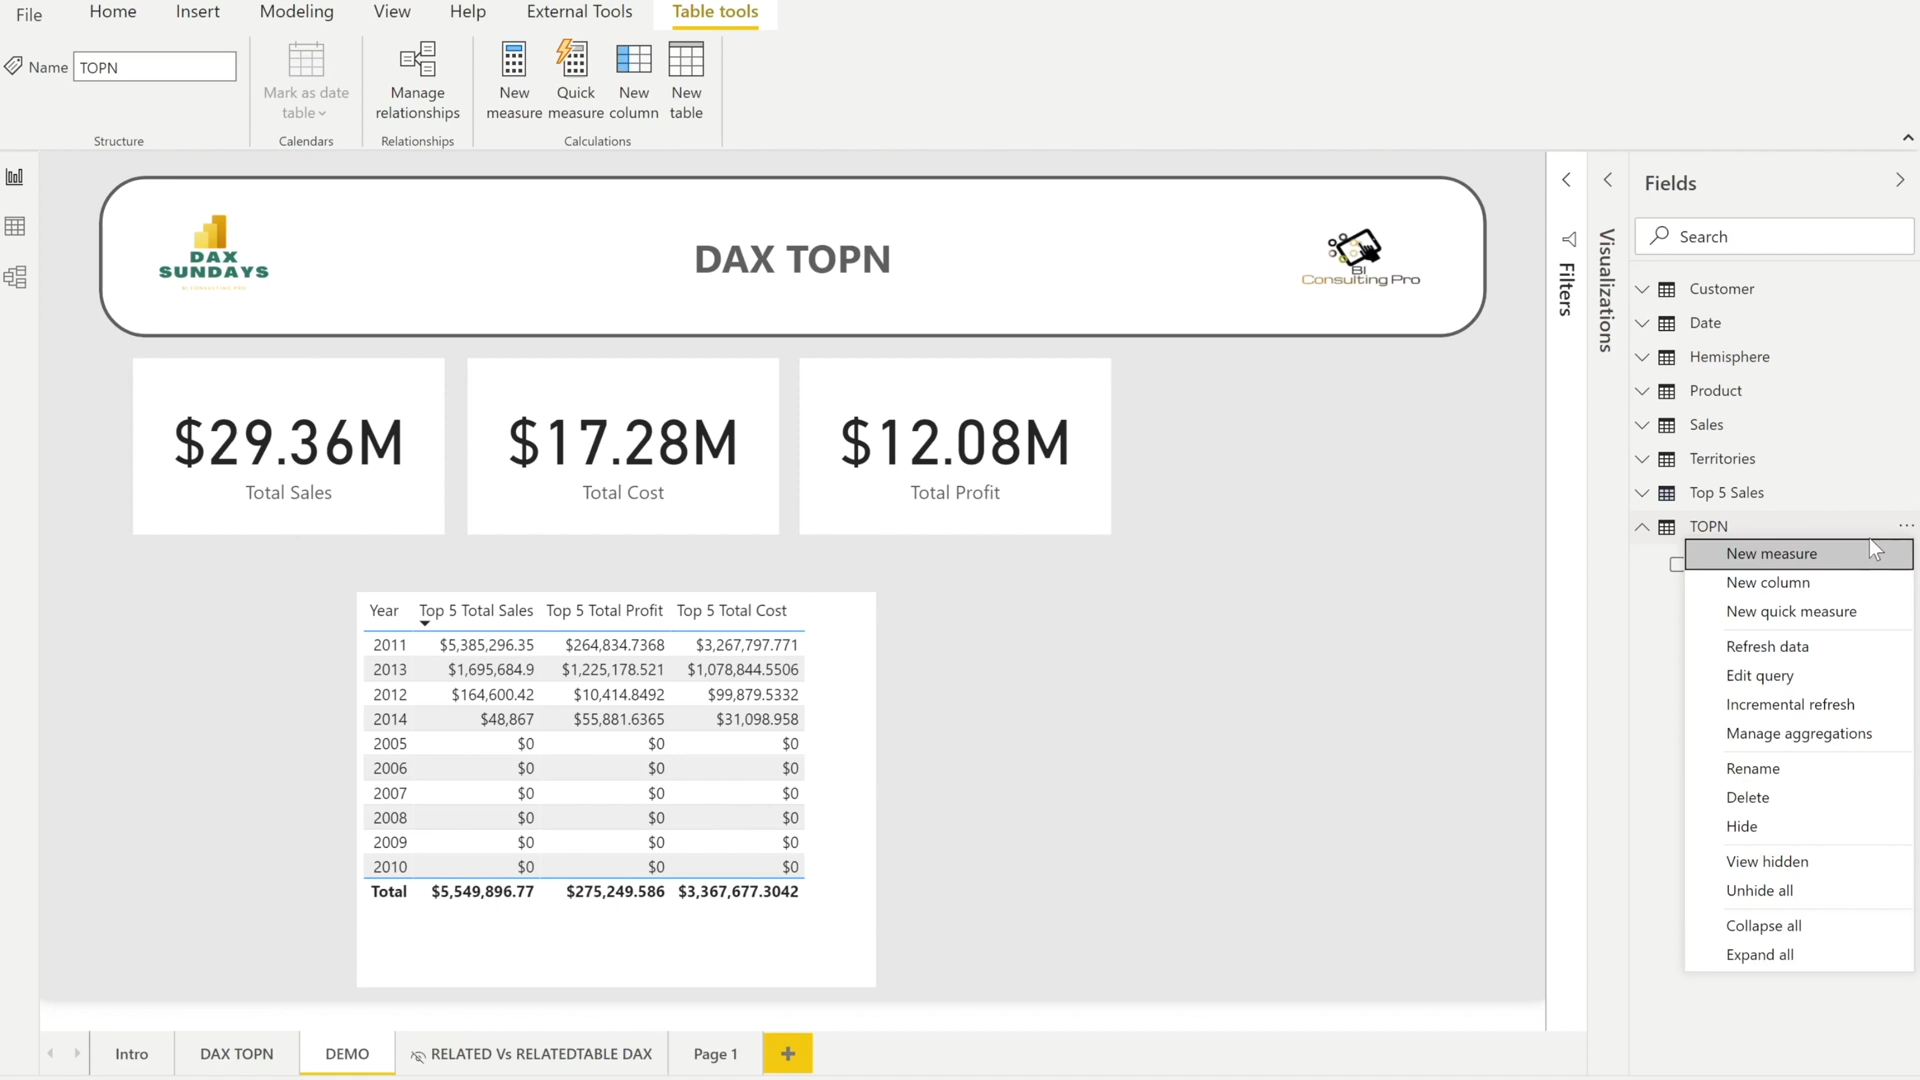 File Home Insert Modeling View Help External Tools Table tools
Name TOPN
Mark as date table
Manage relationships
New measure
Quick measure
New column
New table
Structure Calendars Relationships Calculations
DAX SUNDAYS
BI CONSULTING PRO
DAX TOPN
BI
Consulting Pro
$29.36M
Total Sales
$17.28M
Total Cost
$12.08M
Total Profit
Year Top 5 Total Sales Top 5 Total Profit Top 5 Total Cost
2011 $5,385,296.35 $264,834.7368 $3,267,797.771
2013 $1,695,684.9 $1,225,178.521 $1,078,844.5506
2012 $164,600.42 $10,414.8492 $99,879.5332
2014 $48,867 $55,881.6365 $31,098.958
2005 $0 $0 $0
2006 $0 $0 $0
2007 $0 $0 $0
2008 $0 $0 $0
2009 $0 $0 $0
2010 $0 $0 $0
Total $5,549,896.77 $275,249.586 $3,367,677.3042
Filters
Visualizations
Fields
Search
Customer
Date
Hemisphere
Product
Sales
Territories
Top 5 Sales
TOPN
New measure
New column
New quick measure
Refresh data
Edit query
Incremental refresh
Manage aggregations
Rename
Delete
Hide
View hidden
Unhide all
Collapse all
Expand all
Intro DAX TOPN DEMO RELATED Vs RELATEDTABLE DAX Page 1